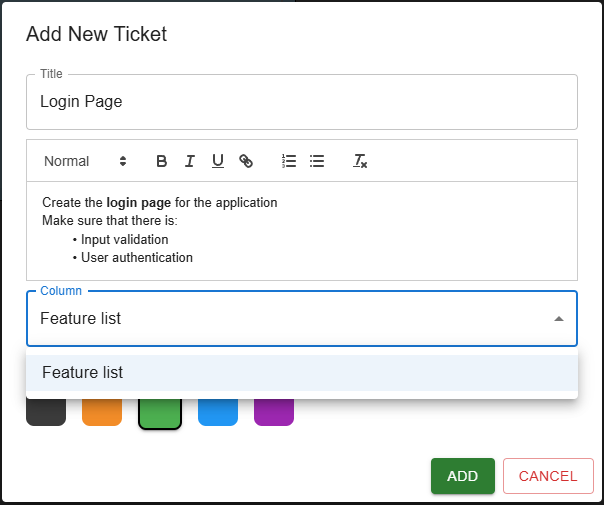 Add New Ticket
Title
Login Page
Normal B I U
Create the login page for the application
Make sure that there is:
• Input validation
• User authentication
Column
Feature list
Feature list
ADD CANCEL